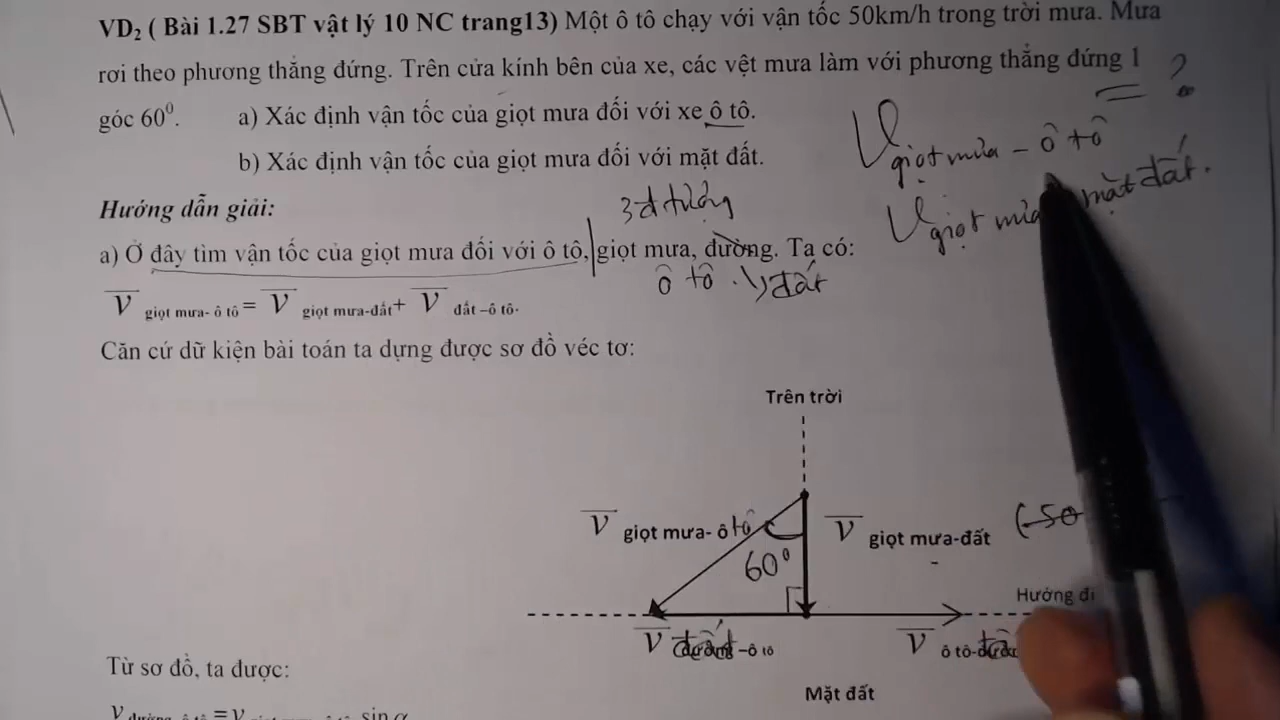 VD₂ ( Bài 1.27 SBT vật lý 10 NC trang13) Một ô tô chạy với vận tốc 50km/h trong trời mưa. Mưa
rơi theo phương thẳng đứng. Trên cửa kính bên của xe, các vệt mưa làm với phương thẳng đứng 1
= ?
góc 60⁰. a) Xác định vận tốc của giọt mưa đối với xe ô tô.
V giọt mưa - ô tô
b) Xác định vận tốc của giọt mưa đối với mặt đất.
V giọt mưa mặt đất.
Hướng dẫn giải:
3 đ tượng
a) Ở đây tìm vận tốc của giọt mưa đối với ô tô, giọt mưa, đường. Ta có:
ô tô đất
V giọt mưa- ô tô = V giọt mưa-đất + V đất –ô tô.
Căn cứ dữ kiện bài toán ta dựng được sơ đồ véc tơ:
Trên trời
V giọt mưa- ô tô
V giọt mưa-đất
(-50
60⁰
Hướng đi
V –ô tô
V ô tô-
Từ sơ đồ, ta được:
Mặt đất
sin α